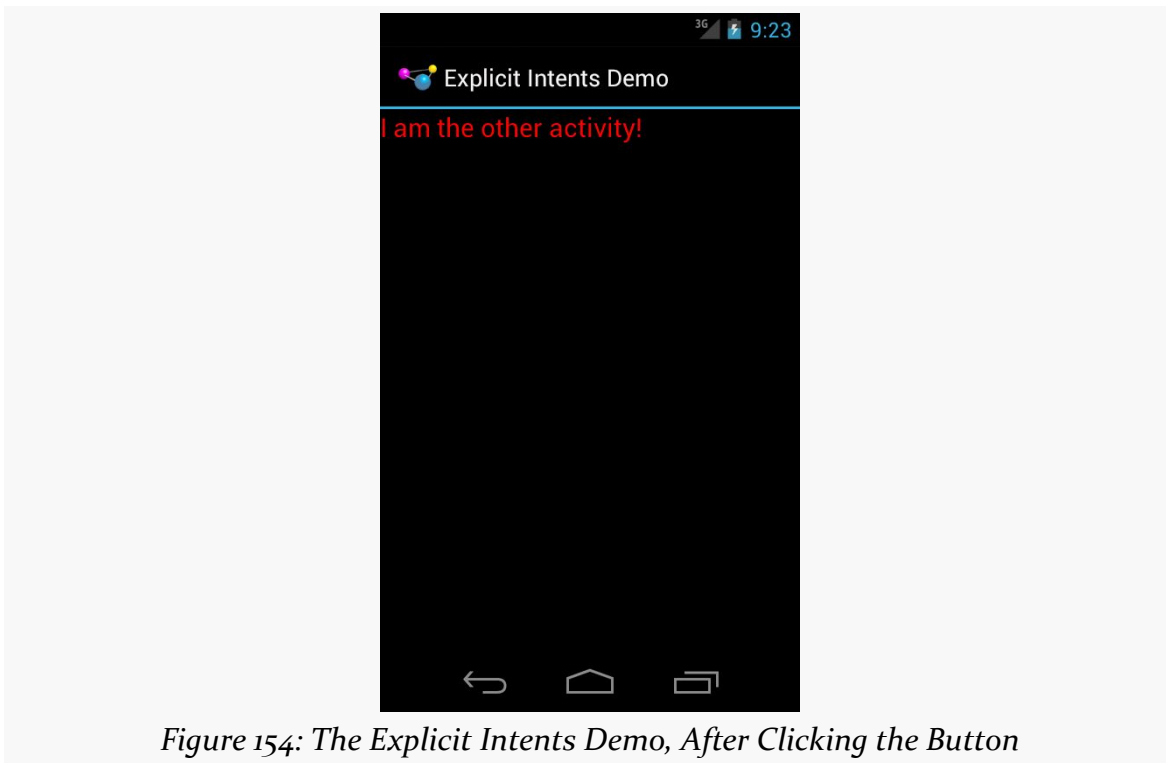 3G 9:23
Explicit Intents Demo
I am the other activity!
Figure 154: The Explicit Intents Demo, After Clicking the Button